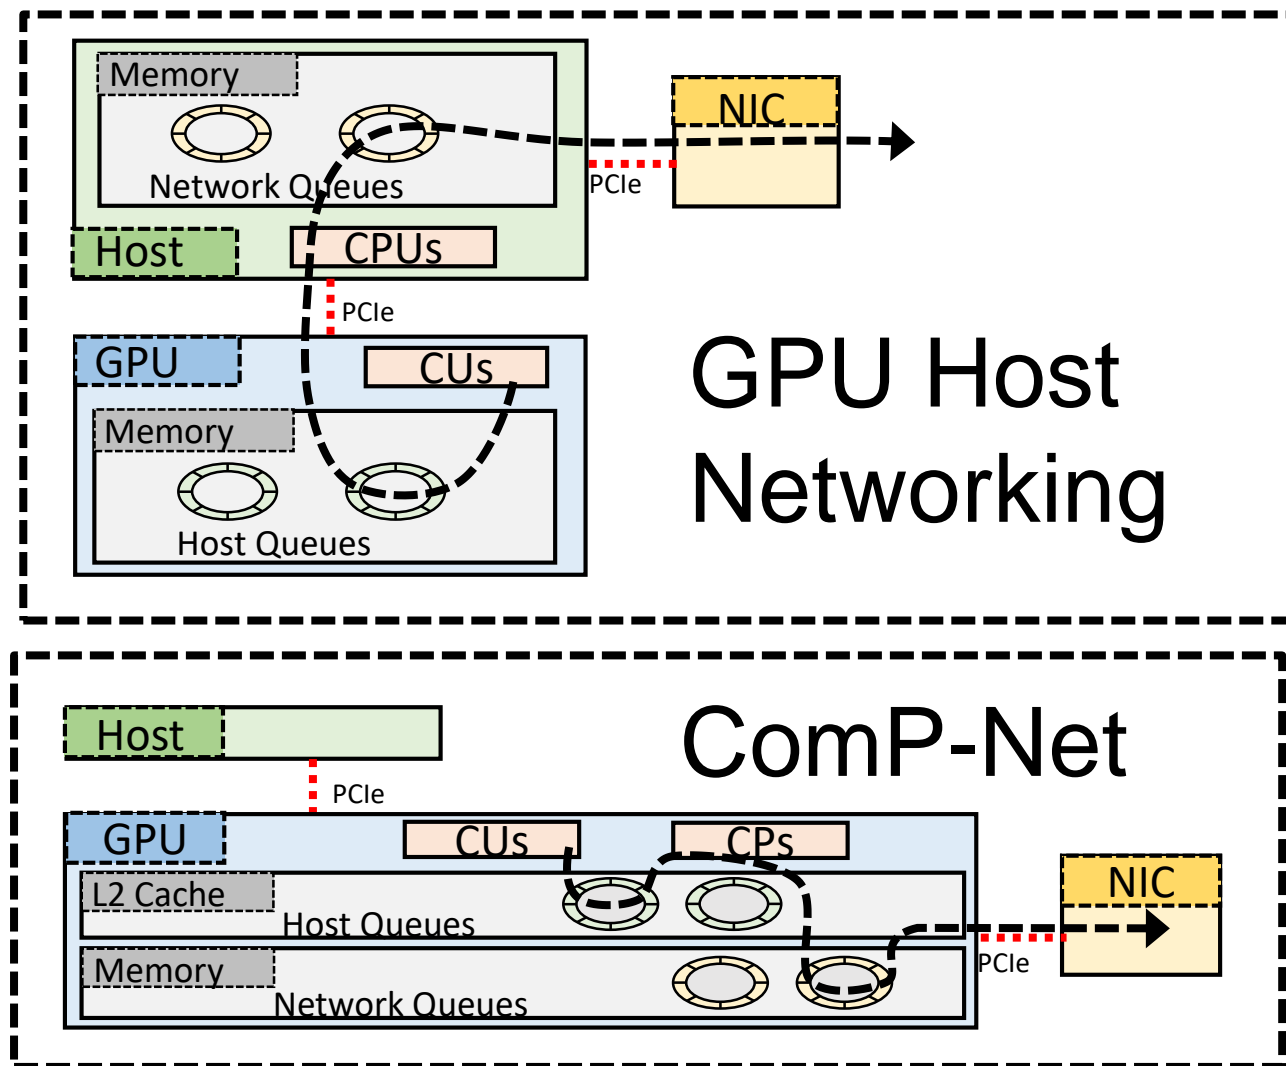 Memory
Network Queues
NIC
PCIe
Host
CPUs
PCIe
GPU
CUs
Memory
Host Queues
GPU Host
Networking
Host
ComP-Net
PCIe
GPU
CUs
CPs
L2 Cache
Host Queues
NIC
PCIe
Memory
Network Queues